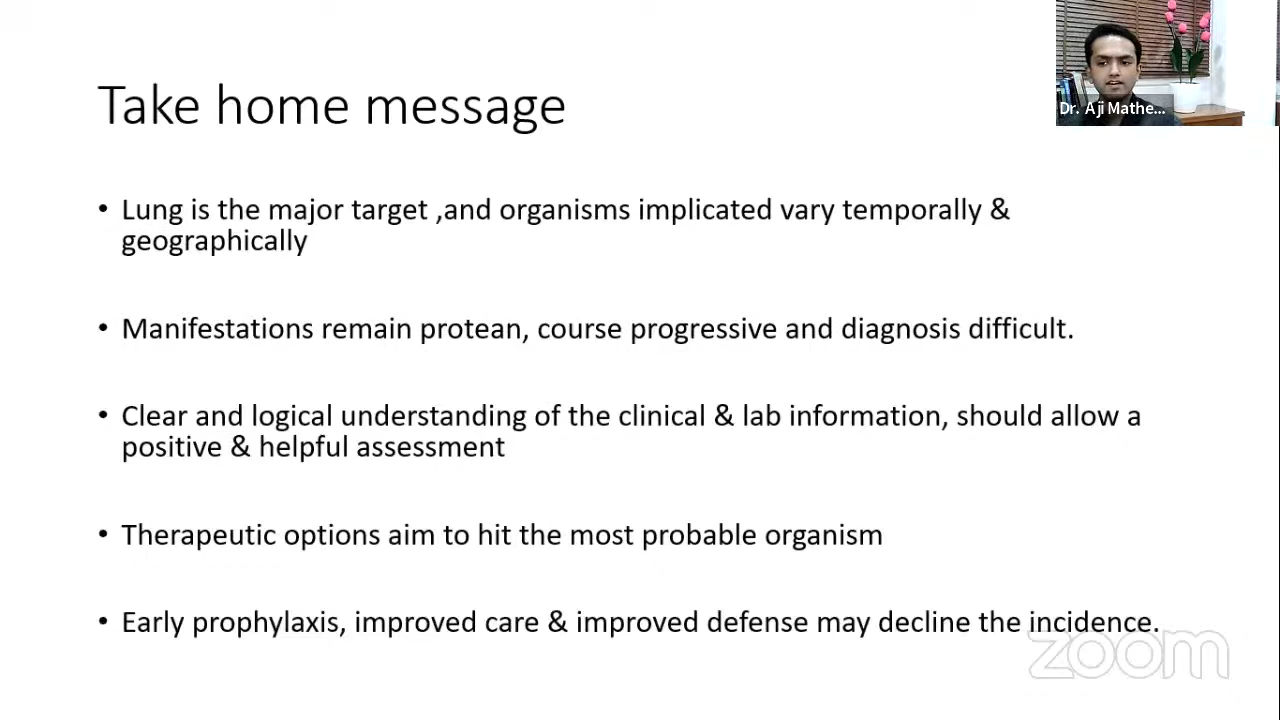 Take home message
Dr. Aji Mathe...
• Lung is the major target ,and organisms implicated vary temporally &
geographically
• Manifestations remain protean, course progressive and diagnosis difficult.
• Clear and logical understanding of the clinical & lab information, should allow a
positive & helpful assessment
• Therapeutic options aim to hit the most probable organism
• Early prophylaxis, improved care & improved defense may decline the incidence.
zoom